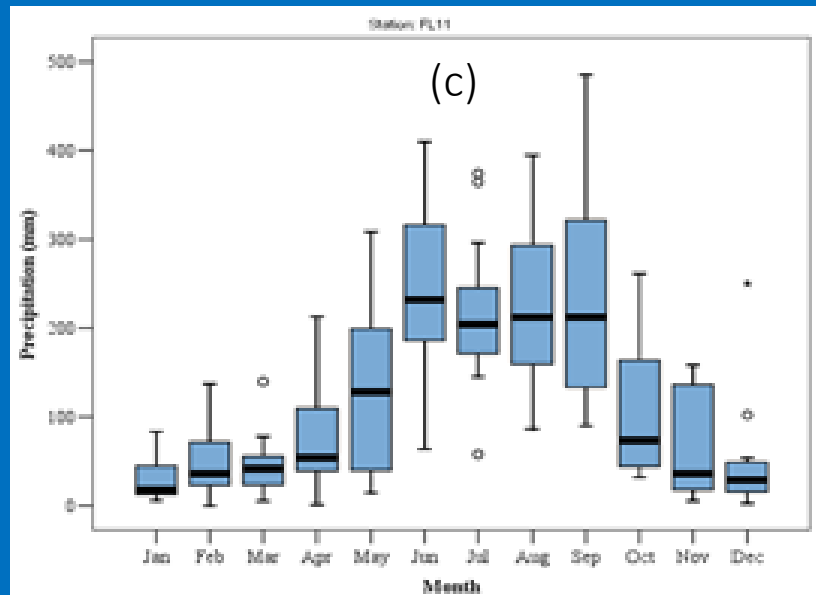 Station: FL11
(c)
500
400
300
200
100
0
Precipitation (mm)
Jan Feb Mar Apr May Jun Jul Aug Sep Oct Nov Dec
Month